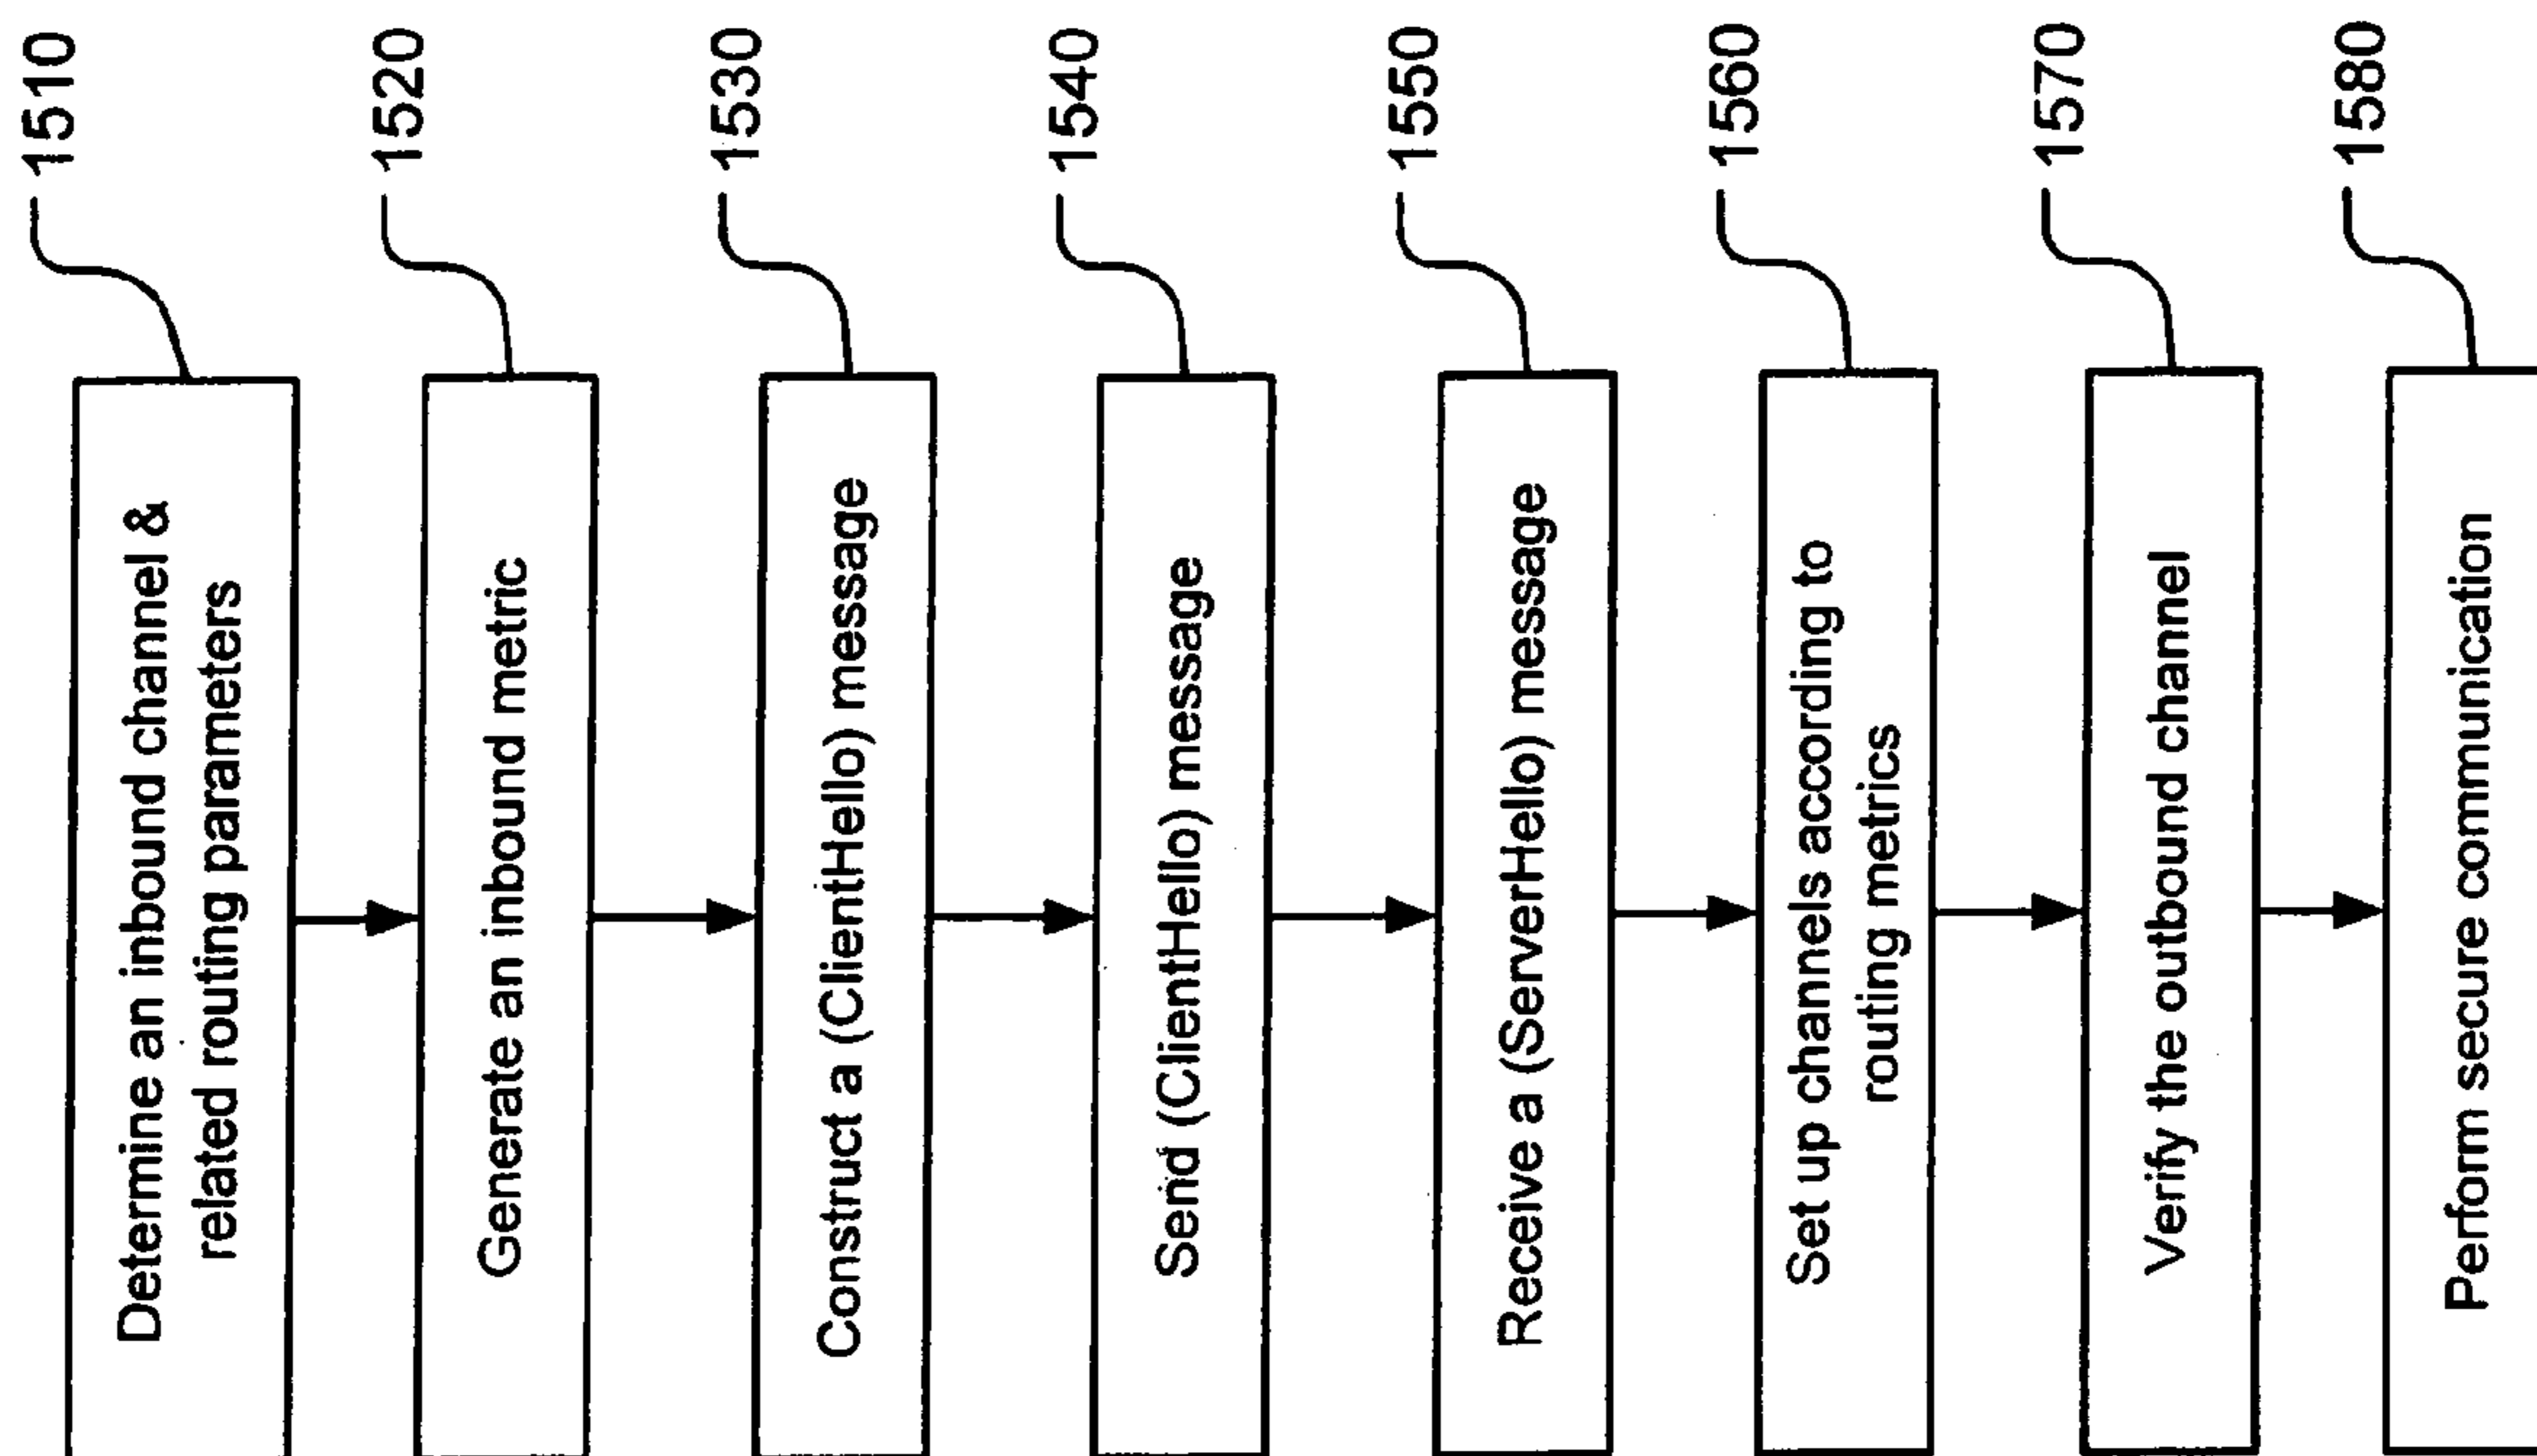 Determine an inbound channel &
related routing parameters
1510
Generate an inbound metric
1520
Construct a (ClientHello) message
1530
Send (ClientHello) message
1540
Receive a (ServerHello) message
1550
Set up channels according to
routing metrics
1560
Verify the outbound channel
1570
Perform secure communication
1580